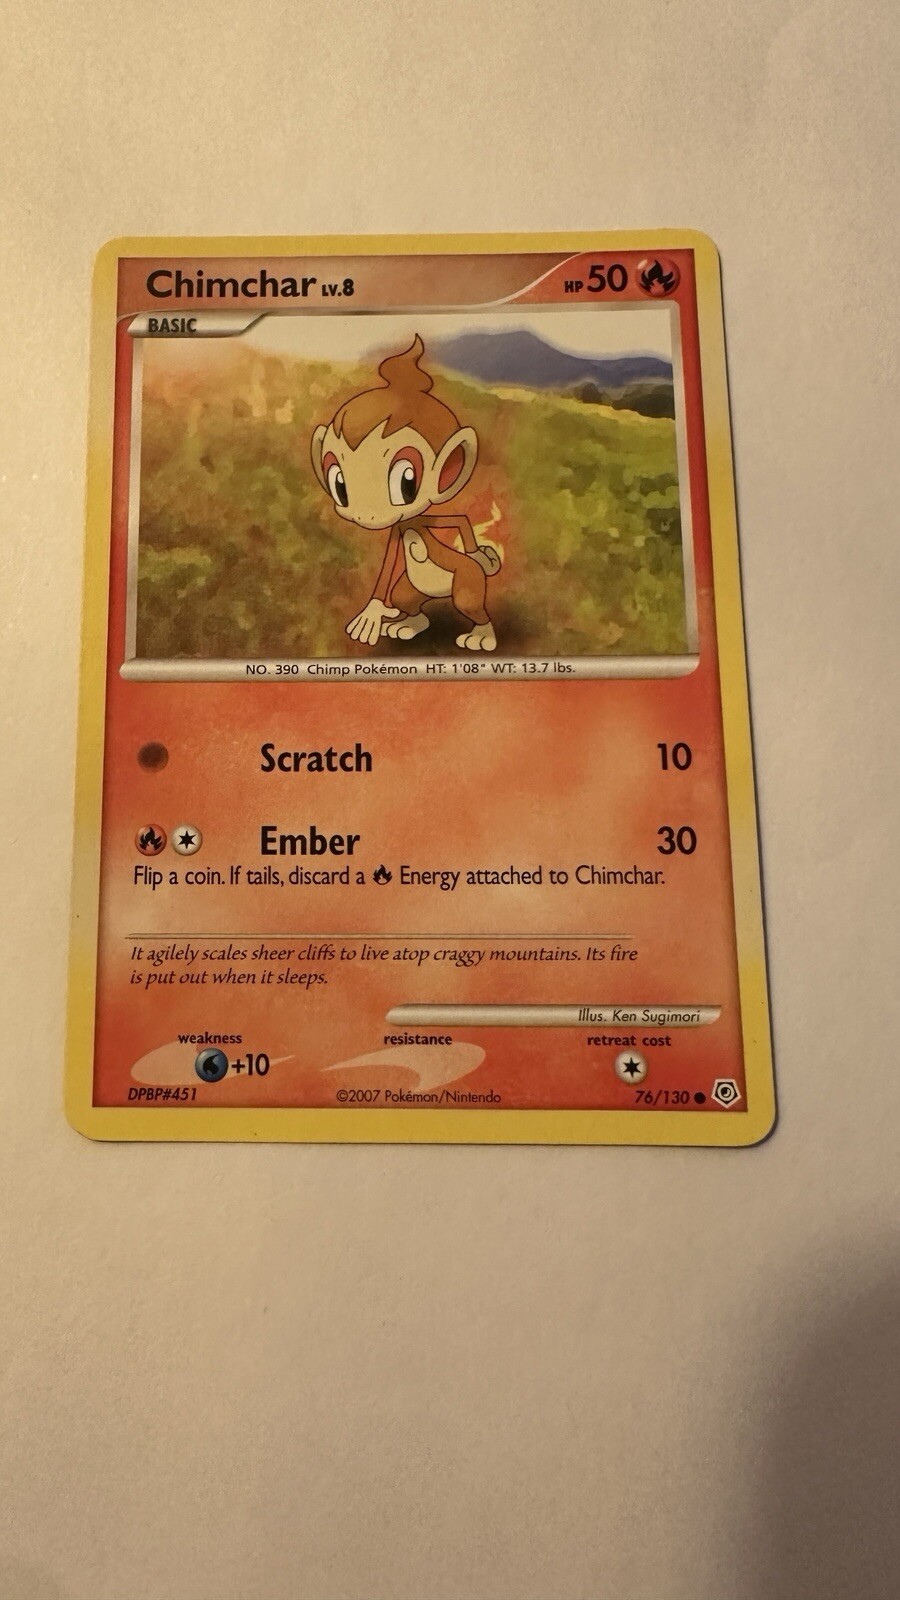 Chimchar LV.8 HP 50
BASIC
NO. 390 Chimp Pokémon HT: 1'08" WT: 13.7 lbs.
Scratch 10
Ember 30
Flip a coin. If tails, discard a Energy attached to Chimchar.
It agilely scales sheer cliffs to live atop craggy mountains. Its fire
is put out when it sleeps.
Illus. Ken Sugimori
weakness resistance retreat cost
+10
DPBP#451 ©2007 Pokémon/Nintendo 76/130